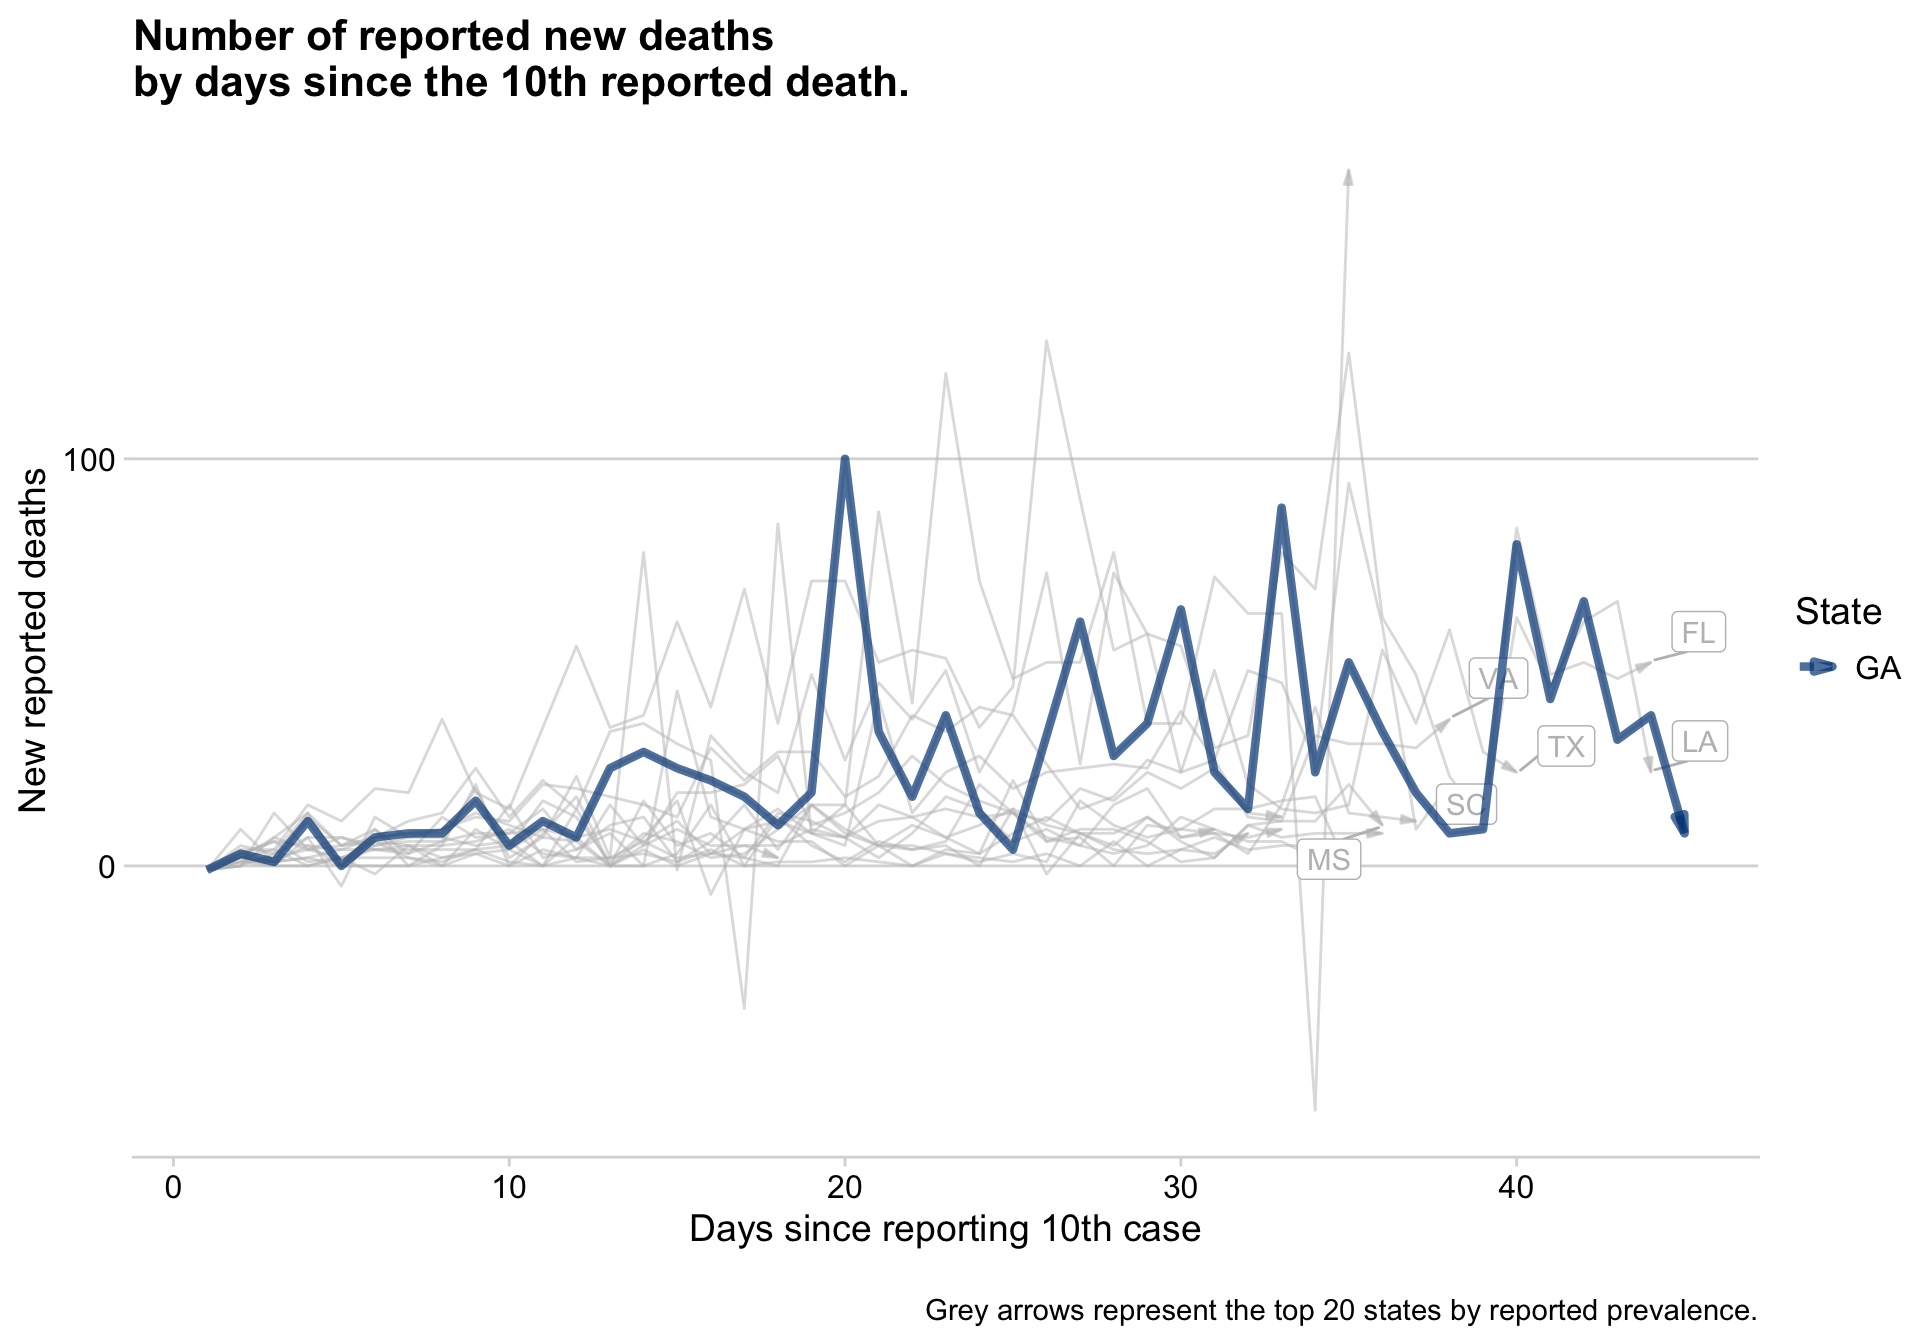 Number of reported new deaths
by days since the 10th reported death.
New reported deaths
100
0
FL
VA
TX
LA
SC
MS
State
GA
0 10 20 30 40
Days since reporting 10th case
Grey arrows represent the top 20 states by reported prevalence.